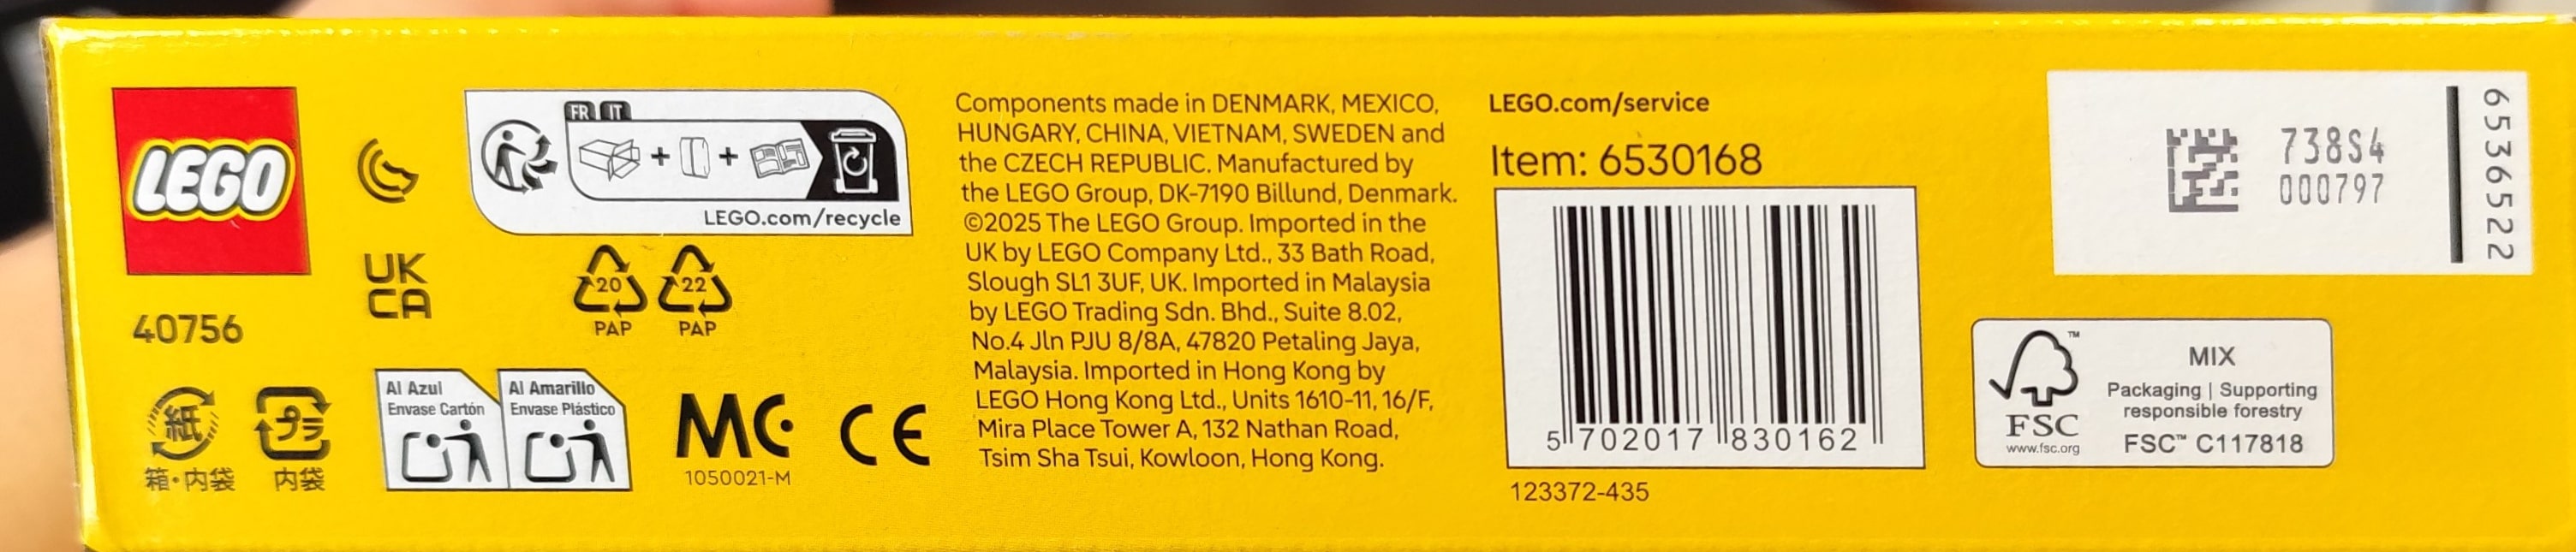 LEGO
40756
紙
箱・内袋
プラ
内袋
UK
CA
FR IT
LEGO.com/recycle
20
PAP
22
PAP
Al Azul
Envase Cartón
Al Amarillo
Envase Plástico
MC
1050021-M
CE
Components made in DENMARK, MEXICO,
HUNGARY, CHINA, VIETNAM, SWEDEN and
the CZECH REPUBLIC. Manufactured by
the LEGO Group, DK-7190 Billund, Denmark.
©2025 The LEGO Group. Imported in the
UK by LEGO Company Ltd., 33 Bath Road,
Slough SL1 3UF, UK. Imported in Malaysia
by LEGO Trading Sdn. Bhd., Suite 8.02,
No.4 Jln PJU 8/8A, 47820 Petaling Jaya,
Malaysia. Imported in Hong Kong by
LEGO Hong Kong Ltd., Units 1610-11, 16/F,
Mira Place Tower A, 132 Nathan Road,
Tsim Sha Tsui, Kowloon, Hong Kong.
LEGO.com/service
Item: 6530168
5 702017 830162
123372-435
738S4
000797
6536522
FSC
www.fsc.org
MIX
Packaging | Supporting
responsible forestry
FSC™ C117818